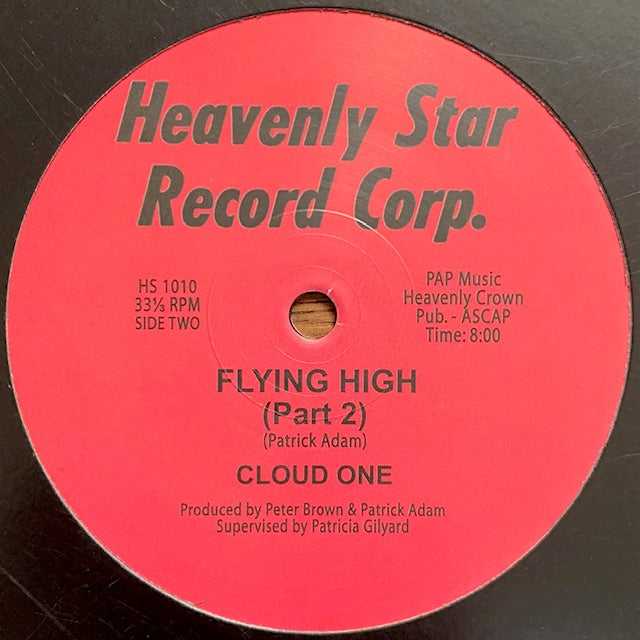 Heavenly Star
Record Corp.
HS 1010
33⅓ RPM
SIDE TWO
PAP Music
Heavenly Crown
Pub. - ASCAP
Time: 8:00
FLYING HIGH
(Part 2)
(Patrick Adam)
CLOUD ONE
Produced by Peter Brown & Patrick Adam
Supervised by Patricia Gilyard